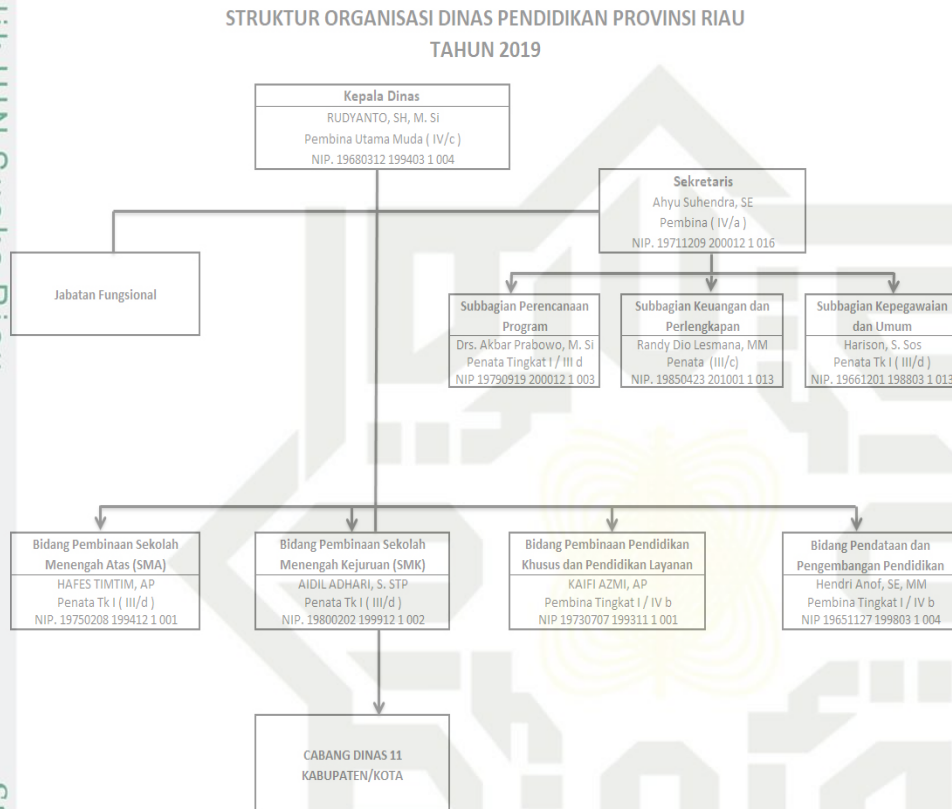 STRUKTUR ORGANISASI DINAS PENDIDIKAN PROVINSI RIAU
TAHUN 2019
Kepala Dinas
RUDYANTO, SH, M. Si
Pembina Utama Muda ( IV/c )
NIP. 19680312 199403 1 004
Sekretaris
Ahyu Suhendra, SE
Pembina ( IV/a )
NIP. 19711209 200012 1 016
Jabatan Fungsional
Subbagian Perencanaan
Program
Drs. Akbar Prabowo, M. Si
Penata Tingkat I / III d
NIP 19790919 200012 1 003
Subbagian Keuangan dan
Perlengkapan
Randy Dio Lesmana, MM
Penata (III/c)
NIP. 19850423 201001 1 013
Subbagian Kepegawaian
dan Umum
Harison, S. Sos
Penata Tk I ( III/d )
NIP. 19661201 198803 1 013
Bidang Pembinaan Sekolah
Menengah Atas (SMA)
HAFES TIMTIM, AP
Penata Tk I ( III/d )
NIP. 19750208 199412 1 001
Bidang Pembinaan Sekolah
Menengah Kejuruan (SMK)
AIDIL ADHARI, S. STP
Penata Tk I ( III/d )
NIP. 19800202 199912 1 002
Bidang Pembinaan Pendidikan
Khusus dan Pendidikan Layanan
KAIFI AZMI, AP
Pembina Tingkat I / IV b
NIP 19730707 199311 1 001
Bidang Pendataan dan
Pengembangan Pendidikan
Hendri Anof, SE, MM
Pembina Tingkat I / IV b
NIP 19651127 199803 1 004
CABANG DINAS 11
KABUPATEN/KOTA